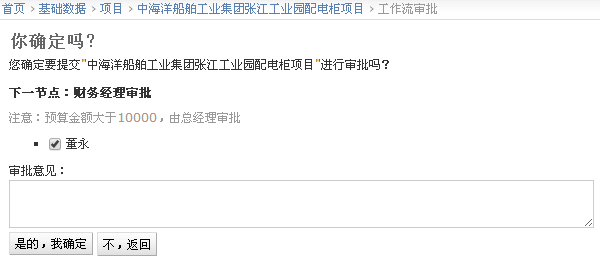 首页 › 基础数据 › 项目 › 中海洋船舶工业集团张江工业园配电柜项目 › 工作流审批
你确定吗？
您确定要提交"中海洋船舶工业集团张江工业园配电柜项目"进行审批吗？
下一节点：财务经理审批
注意：预算金额大于10000，由总经理审批
董永
审批意见：
是的，我确定 不，返回